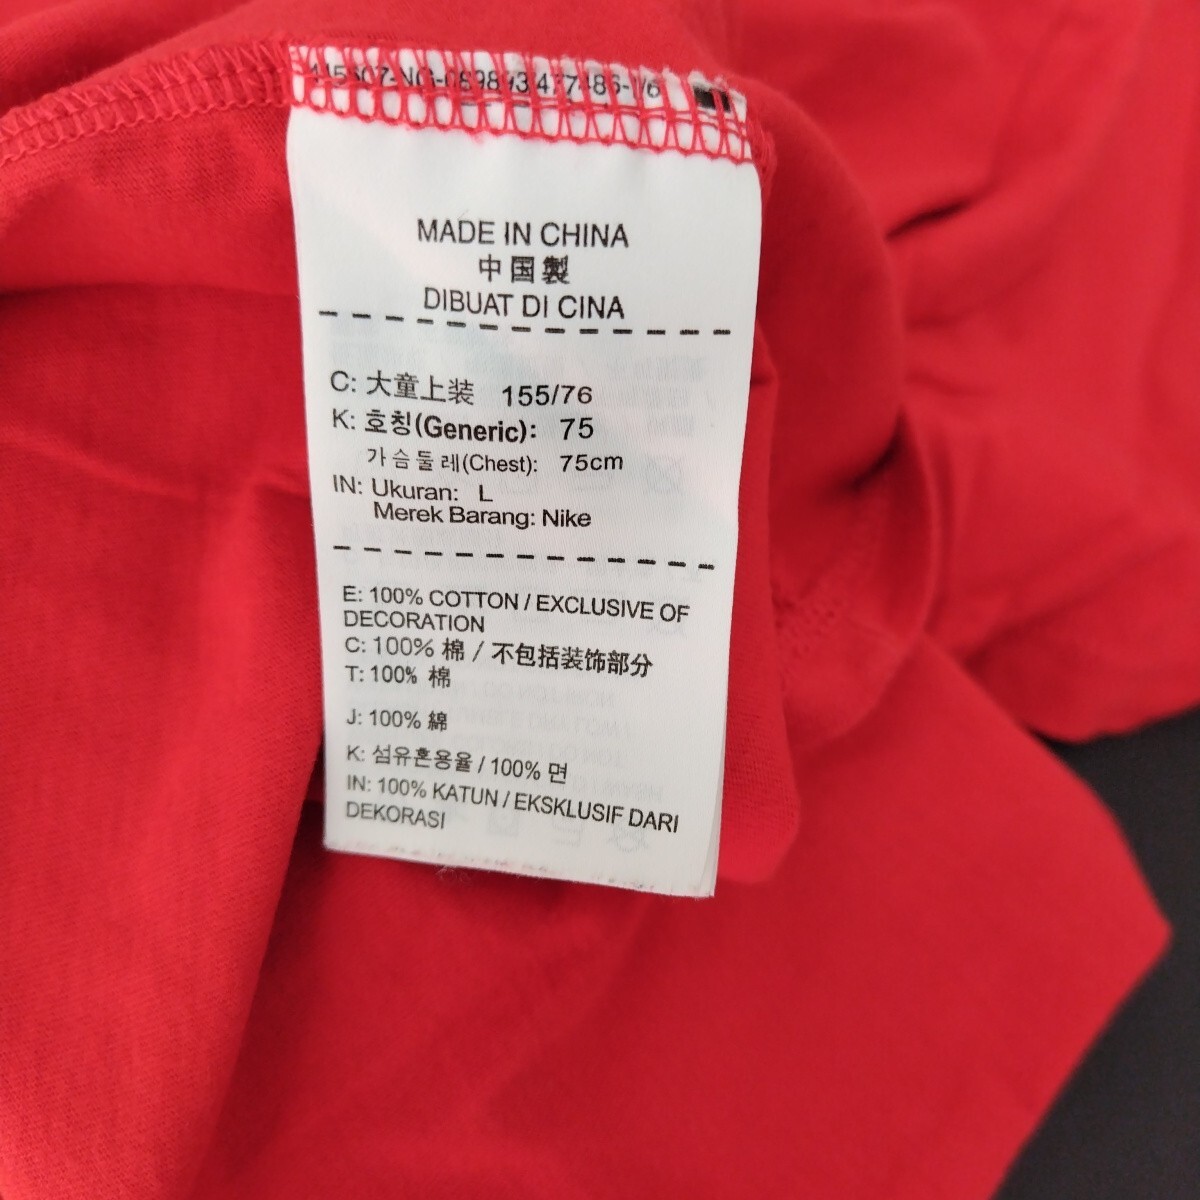 MADE IN CHINA
中国製
DIBUAT DI CINA
C: 大童上装 155/76
K: 호칭(Generic): 75
가슴둘레(Chest): 75cm
IN: Ukuran: L
Merek Barang: Nike
E: 100% COTTON / EXCLUSIVE OF
DECORATION
C: 100% 棉 / 不包括装饰部分
T: 100% 棉
J: 100% 綿
K: 섬유혼용율 / 100% 면
IN: 100% KATUN / EKSKLUSIF DARI
DEKORASI